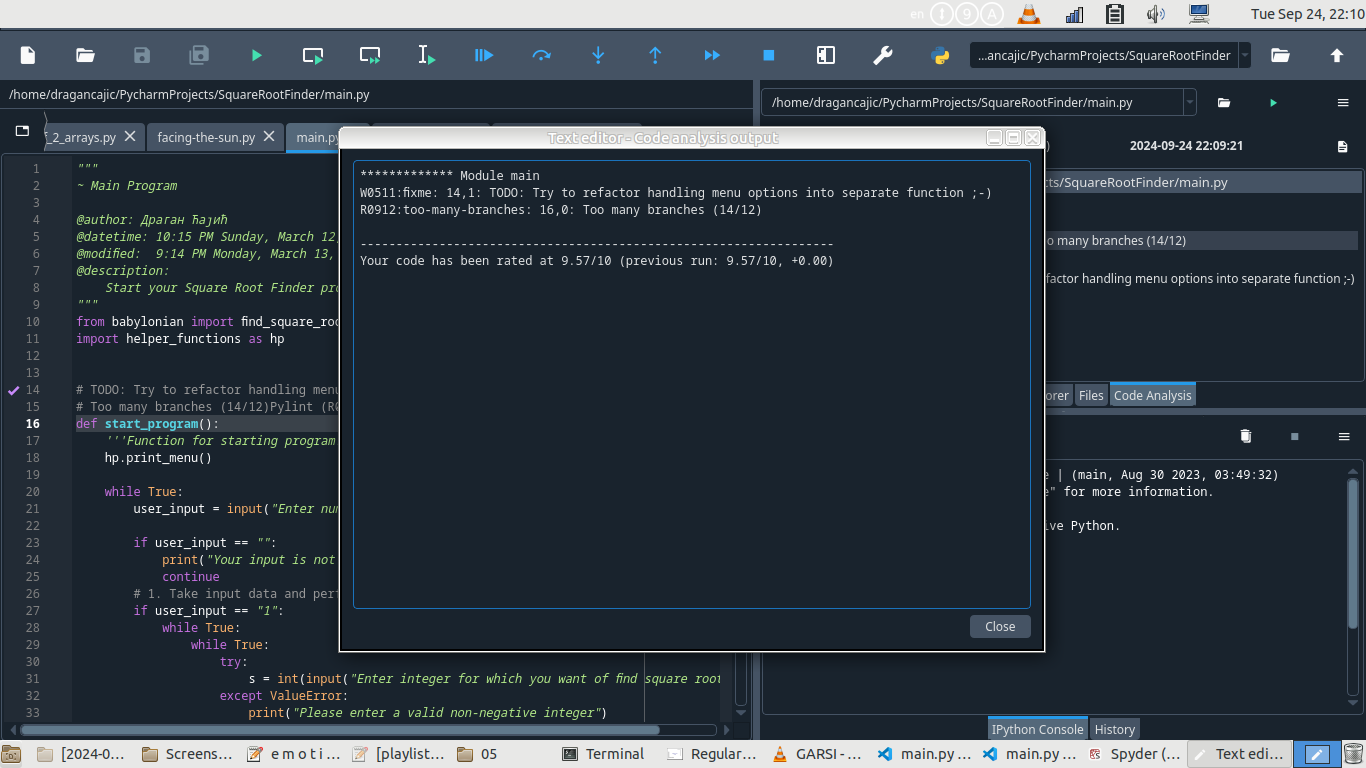 en 1 9 A Tue Sep 24, 22:10
...ancajic/PycharmProjects/SquareRootFinder
/home/dragancajic/PycharmProjects/SquareRootFinder/main.py
/home/dragancajic/PycharmProjects/SquareRootFinder/main.py
_2_arrays.py
facing-the-sun.py
main.py
2024-09-24 22:09:21
Text editor - Code analysis output
************* Module main
W0511:fixme: 14,1: TODO: Try to refactor handling menu options into separate function ;-)
R0912:too-many-branches: 16,0: Too many branches (14/12)
------------------------------------------------------------------
Your code has been rated at 9.57/10 (previous run: 9.57/10, +0.00)
Close
1 """
2 ~ Main Program
3
4 @author: Драган Ћајић
5 @datetime: 10:15 PM Sunday, March 12,
6 @modified:  9:14 PM Monday, March 13,
7 @description:
8     Start your Square Root Finder pro
9 """
10 from babylonian import find_square_roo
11 import helper_functions as hp
12
13
14 # TODO: Try to refactor handling menu
15 # Too many branches (14/12)Pylint (R0
16 def start_program():
17     '''Function for starting program
18     hp.print_menu()
19
20     while True:
21         user_input = input("Enter num
22
23         if user_input == "":
24             print("Your input is not
25             continue
26         # 1. Take input data and perf
27         if user_input == "1":
28             while True:
29                 while True:
30                     try:
31                         s = int(input("Enter integer for which you want of find square root
32                     except ValueError:
33                         print("Please enter a valid non-negative integer")
ts/SquareRootFinder/main.py
o many branches (14/12)
factor handling menu options into separate function ;-)
orer
Files
Code Analysis
e | (main, Aug 30 2023, 03:49:32)
e" for more information.
ive Python.
IPython Console
History
[2024-0...
Screens...
e m o t i ...
[playlist...
05
Terminal
Regular...
GARSI - ...
main.py ...
main.py ...
Spyder (...
Text edi...